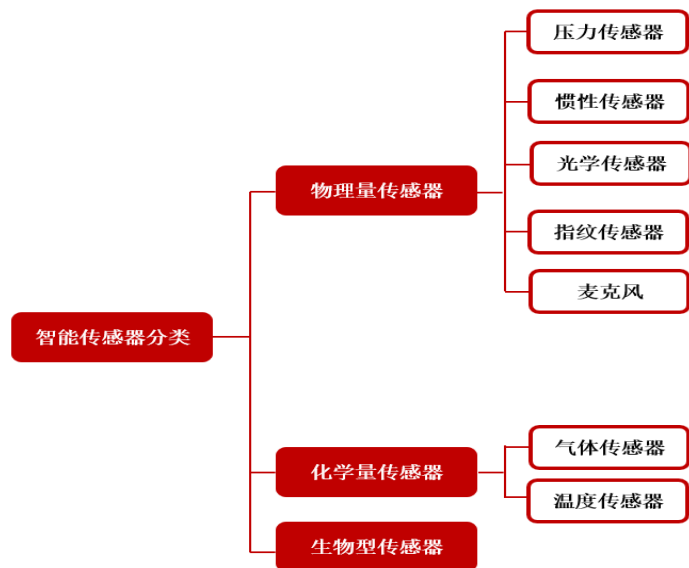 压力传感器
惯性传感器
光学传感器
物理量传感器
指纹传感器
麦克风
智能传感器分类
气体传感器
化学量传感器
温度传感器
生物型传感器